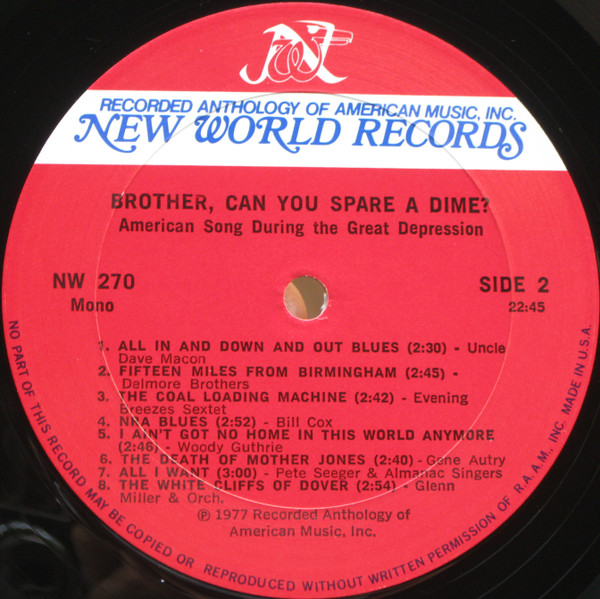 RECORDED ANTHOLOGY OF AMERICAN MUSIC, INC.
NEW WORLD RECORDS
BROTHER, CAN YOU SPARE A DIME?
American Song During the Great Depression
NW 270
Mono
SIDE 2
22:45
1. ALL IN AND DOWN AND OUT BLUES (2:30) - Uncle
Dave Macon
2. FIFTEEN MILES FROM BIRMINGHAM (2:45) -
Delmore Brothers
3. THE COAL LOADING MACHINE (2:42) - Evening
Breezes Sextet
4. NRA BLUES (2:52) - Bill Cox
5. I AIN'T GOT NO HOME IN THIS WORLD ANYMORE
(2:46) - Woody Guthrie
6. THE DEATH OF MOTHER JONES (2:40) - Gene Autry
7. ALL I WANT (3:00) - Pete Seeger & Almanac Singers
8. THE WHITE CLIFFS OF DOVER (2:54) - Glenn
Miller & Orch.
℗ 1977 Recorded Anthology of
American Music, Inc.
NO PART OF THIS RECORD MAY BE COPIED OR REPRODUCED WITHOUT WRITTEN PERMISSION OF R.A.A.M., INC. MADE IN U.S.A.